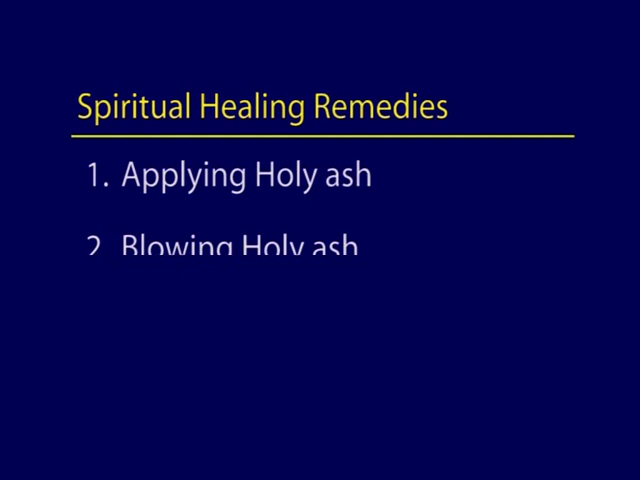 Spiritual Healing Remedies
1. Applying Holy ash
2. Blowing Holy ash